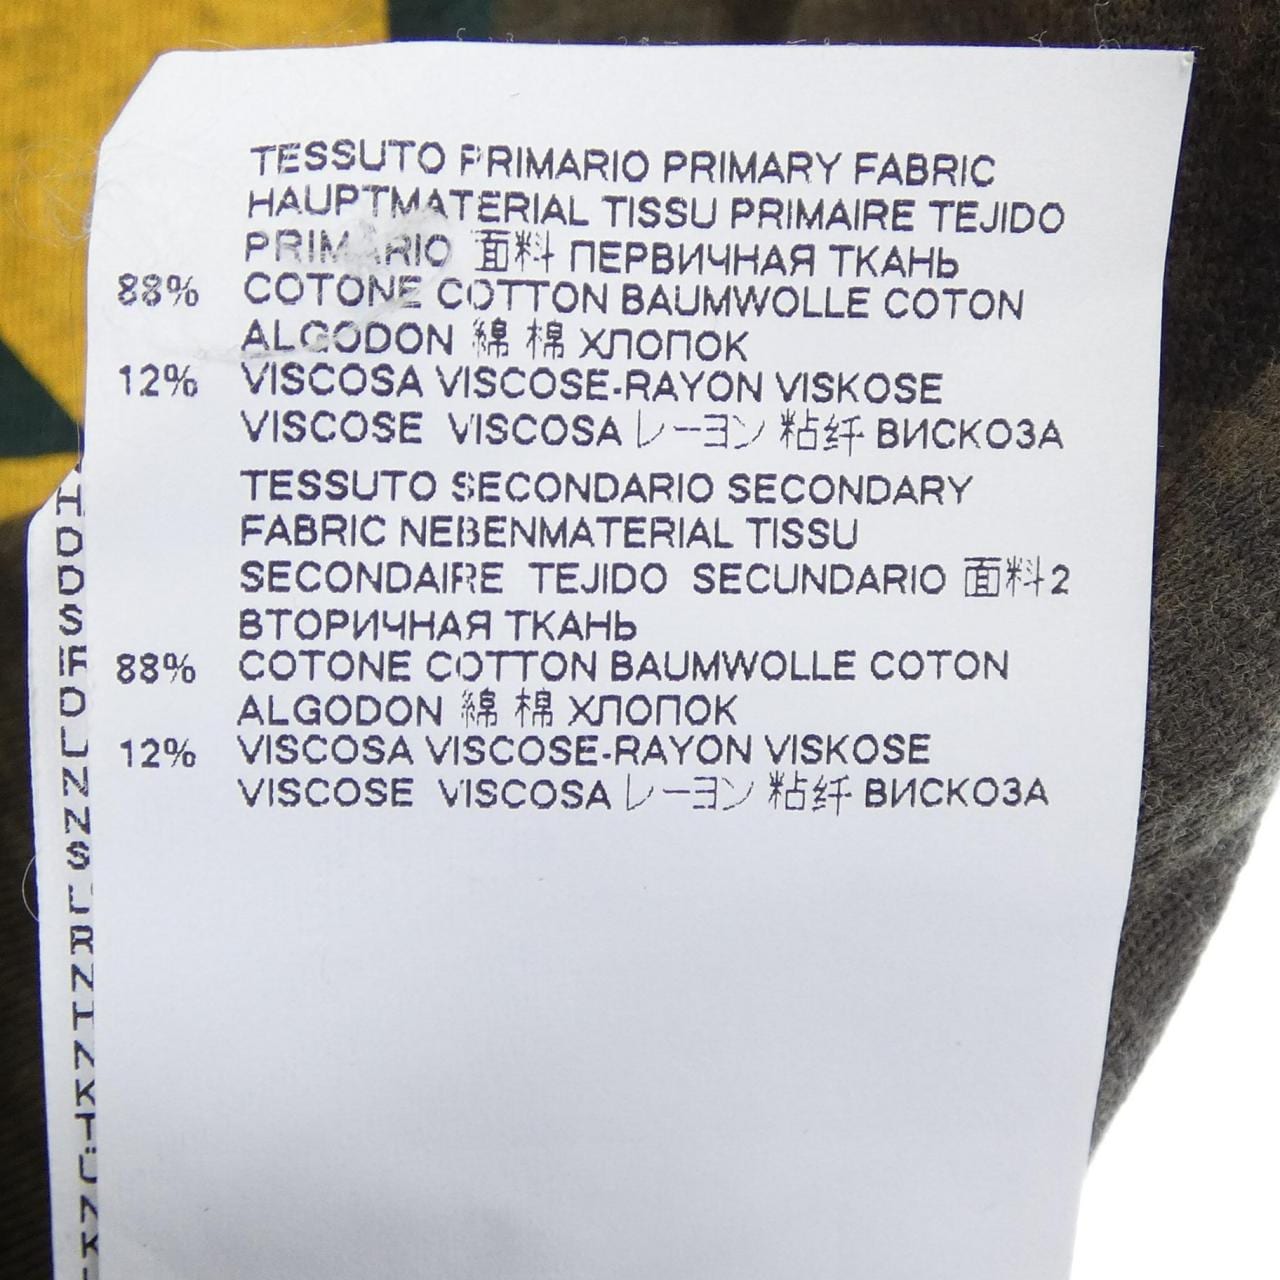 TESSUTO PRIMARIO PRIMARY FABRIC
HAUPTMATERIAL TISSU PRIMAIRE TEJIDO
PRIMARIO 面料 ПЕРВИЧНАЯ ТКАНЬ
88% COTONE COTTON BAUMWOLLE COTON
ALGODON 綿 棉 ХЛОПОК
12% VISCOSA VISCOSE-RAYON VISKOSE
VISCOSE VISCOSA レーヨン 粘纤 ВИСКОЗА
TESSUTO SECONDARIO SECONDARY
FABRIC NEBENMATERIAL TISSU
SECONDAIRE TEJIDO SECUNDARIO 面料2
ВТОРИЧНАЯ ТКАНЬ
88% COTONE COTTON BAUMWOLLE COTON
ALGODON 綿 棉 ХЛОПОК
12% VISCOSA VISCOSE-RAYON VISKOSE
VISCOSE VISCOSA レーヨン 粘纤 ВИСКОЗА